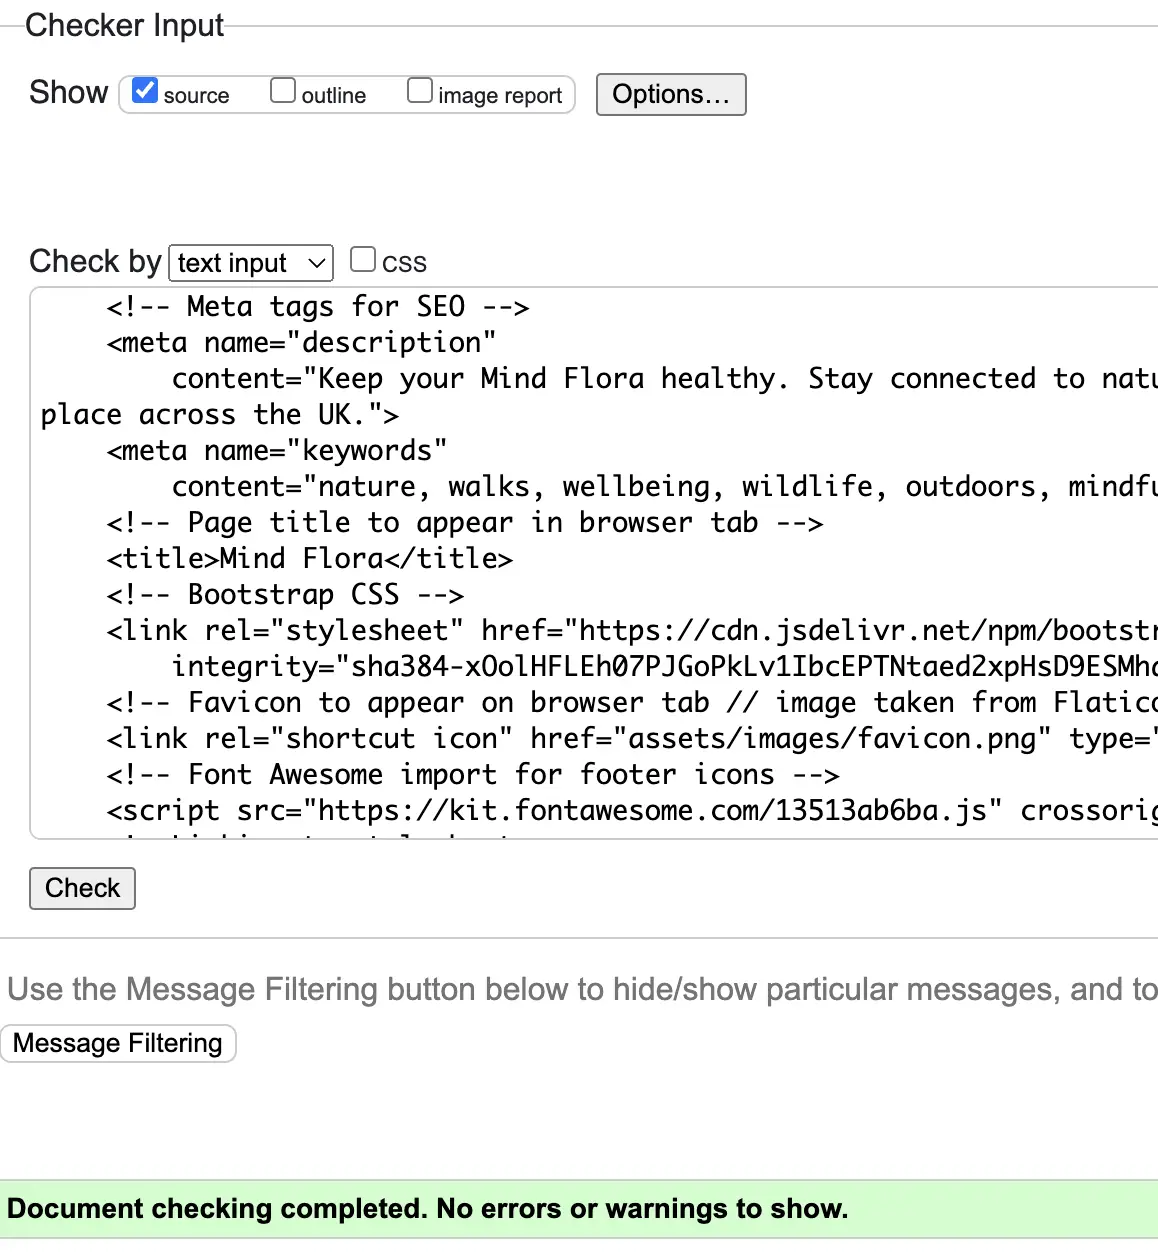 Checker Input
Show source outline image report Options...
Check by text input css
<!-- Meta tags for SEO -->
<meta name="description"
content="Keep your Mind Flora healthy. Stay connected to
place across the UK.">
<meta name="keywords"
content="nature, walks, wellbeing, wildlife, outdoors,
<!-- Page title to appear in browser tab -->
<title>Mind Flora</title>
<!-- Bootstrap CSS -->
<link rel="stylesheet" href="https://cdn.jsdelivr.net/npm/bootstr
integrity="sha384-xOolHFLEh07PJGoPkLv1IbcEPTNtaed2xpHsD9ESMh
<!-- Favicon to appear on browser tab // image taken from Flatic
<link rel="shortcut icon" href="assets/images/favicon.png" type="
<!-- Font Awesome import for footer icons -->
<script src="https://kit.fontawesome.com/13513ab6ba.js" crossorig
Check
Use the Message Filtering button below to hide/show particular messages, and to
Message Filtering
Document checking completed. No errors or warnings to show.